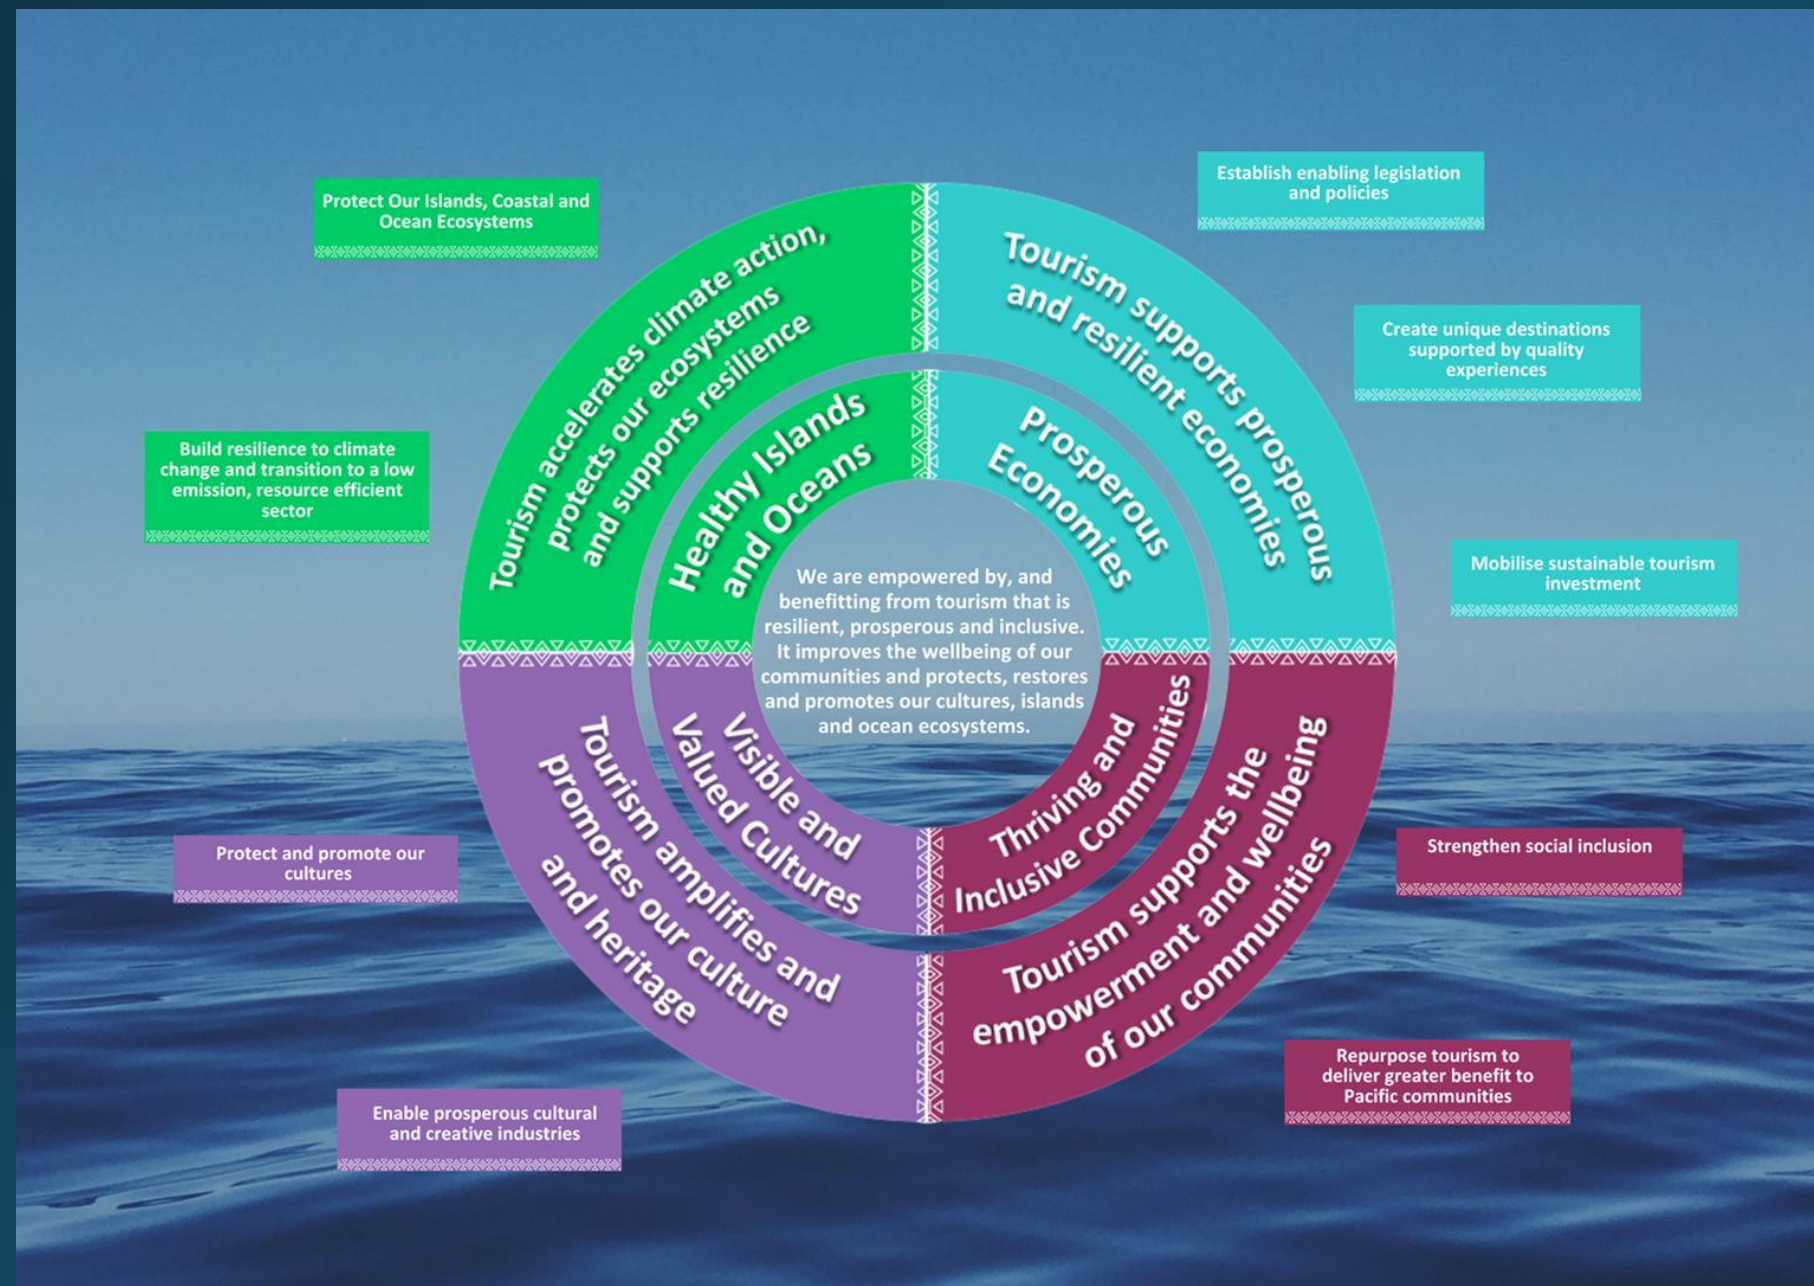 Protect Our Islands, Coastal and
Ocean Ecosystems
Build resilience to climate
change and transition to a low
emission, resource efficient
sector
Tourism accelerates climate action,
protects our ecosystems
and supports resilience
Healthy Islands
and Oceans
Establish enabling legislation
and policies
Create unique destinations
supported by quality
experiences
Mobilise sustainable tourism
investment
Tourism supports prosperous
and resilient economies
Prosperous
Economies
We are empowered by, and
benefitting from tourism that is
resilient, prosperous and inclusive.
It improves the wellbeing of our
communities and protects, restores
and promotes our cultures, islands
and ocean ecosystems.
Visible and
Valued Cultures
Tourism amplifies and
promotes our culture
and heritage
Protect and promote our
cultures
Enable prosperous cultural
and creative industries
Thriving and
Inclusive Communities
Tourism supports the
empowerment and wellbeing
of our communities
Strengthen social inclusion
Repurpose tourism to
deliver greater benefit to
Pacific communities